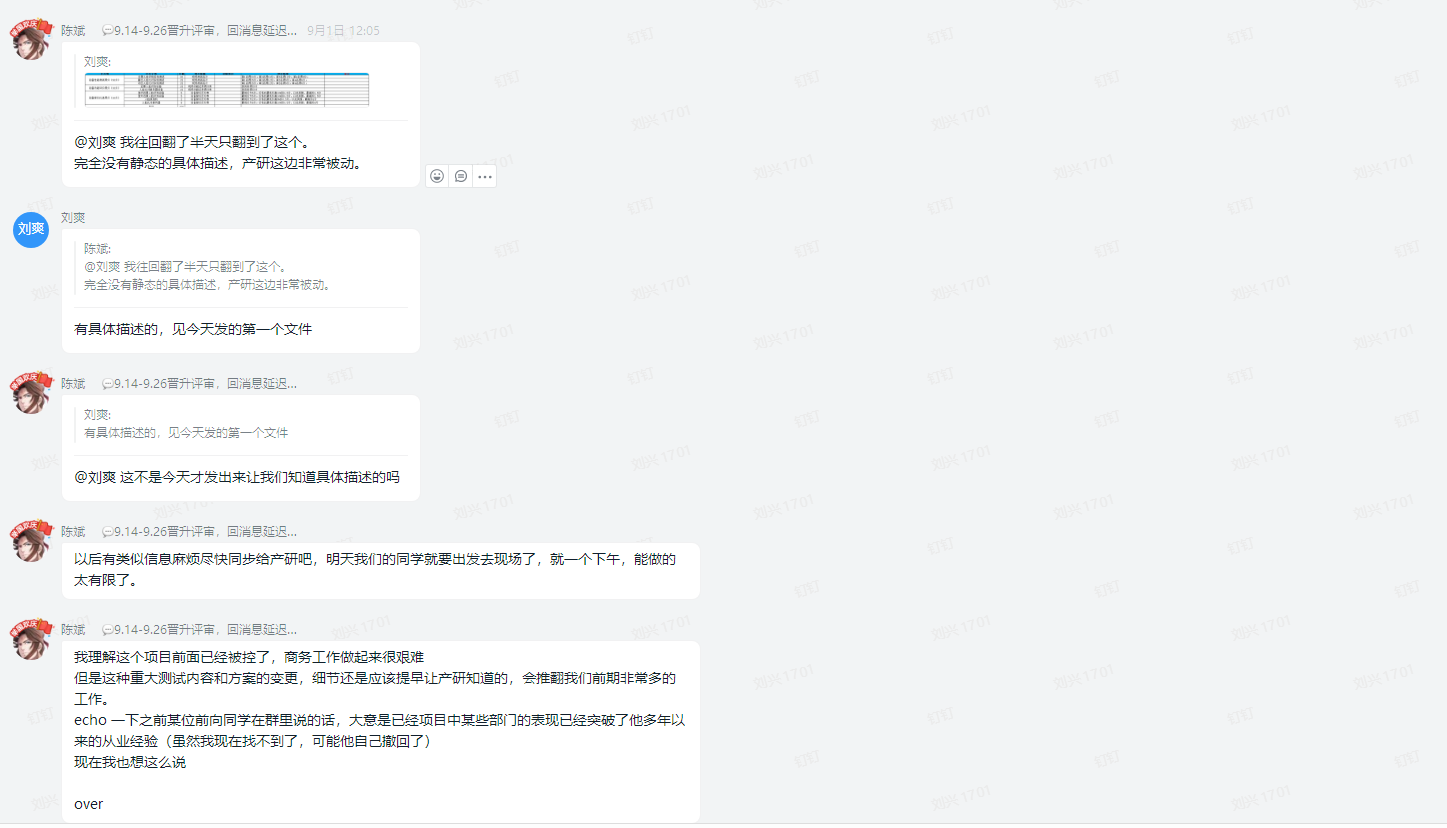 陈斌 9.14-9.26晋升评审，回消息延迟... 9月1日 12:05
刘爽:
@刘爽 我往回翻了半天只翻到了这个。
完全没有静态的具体描述，产研这边非常被动。
刘爽
刘爽
陈斌:
@刘爽 我往回翻了半天只翻到了这个。
完全没有静态的具体描述，产研这边非常被动。
有具体描述的，见今天发的第一个文件
陈斌 9.14-9.26晋升评审，回消息延迟...
刘爽:
有具体描述的，见今天发的第一个文件
@刘爽 这不是今天才发出来让我们知道具体描述的吗
陈斌 9.14-9.26晋升评审，回消息延迟...
以后有类似信息麻烦尽快同步给产研吧，明天我们的同学就要出发去现场了，就一个下午，能做的
太有限了。
陈斌 9.14-9.26晋升评审，回消息延迟...
我理解这个项目前面已经被控了，商务工作做起来很艰难
但是这种重大测试内容和方案的变更，细节还是应该提早让产研知道的，会推翻我们前期非常多的
工作。
echo 一下之前某位前向同学在群里说的话，大意是已经项目中某些部门的表现已经突破了他多年以
来的从业经验（虽然我现在找不到了，可能他自己撤回了）
现在我也想这么说
over
钉钉
刘兴1701